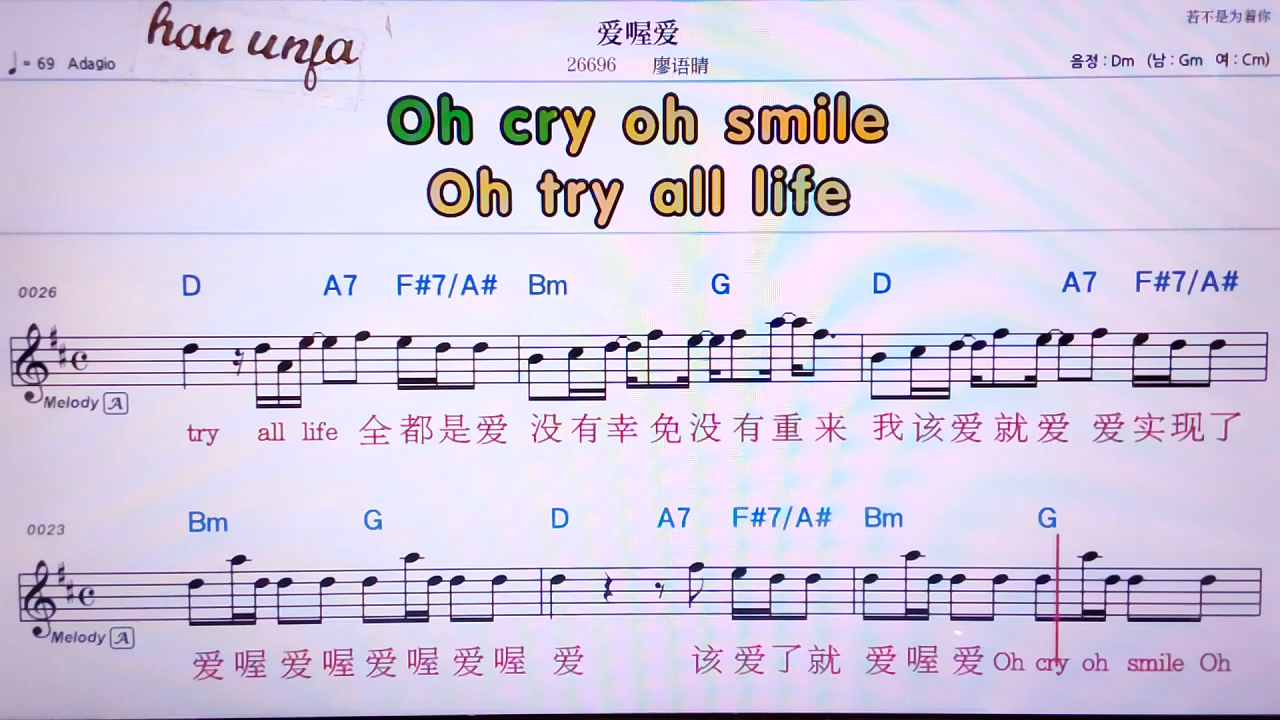 han unfa
爱喔爱
若不是为着你
♩= 69 Adagio
26696 廖语晴
음정 : Dm (남 : Gm 여 : Cm)
Oh cry oh smile
Oh try all life
0026
D A7 F#7/A# Bm G D A7 F#7/A#
Melody A
try all life 全都是爱 没有幸免没有重来 我该爱就爱 爱实现了
0023
Bm G D A7 F#7/A# Bm G
Melody A
爱喔爱喔爱喔爱喔 爱 该爱了就 爱喔爱 Oh cry oh smile Oh